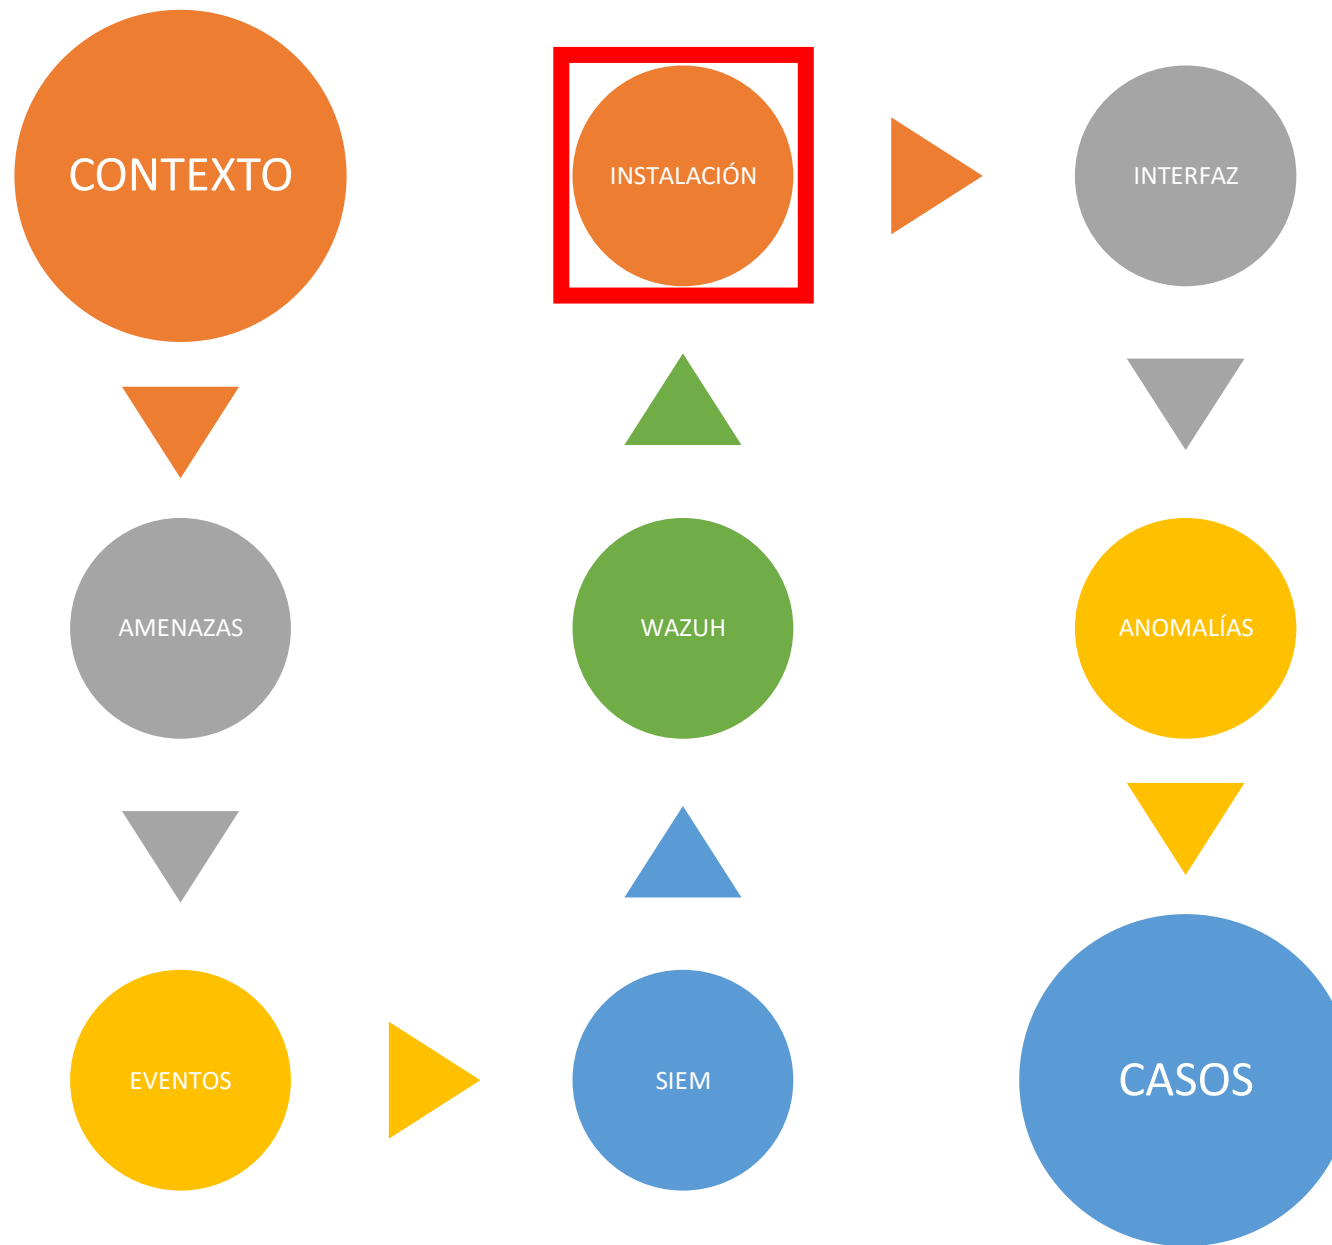 CONTEXTO
AMENAZAS
EVENTOS
SIEM
WAZUH
INSTALACIÓN
INTERFAZ
ANOMALÍAS
CASOS